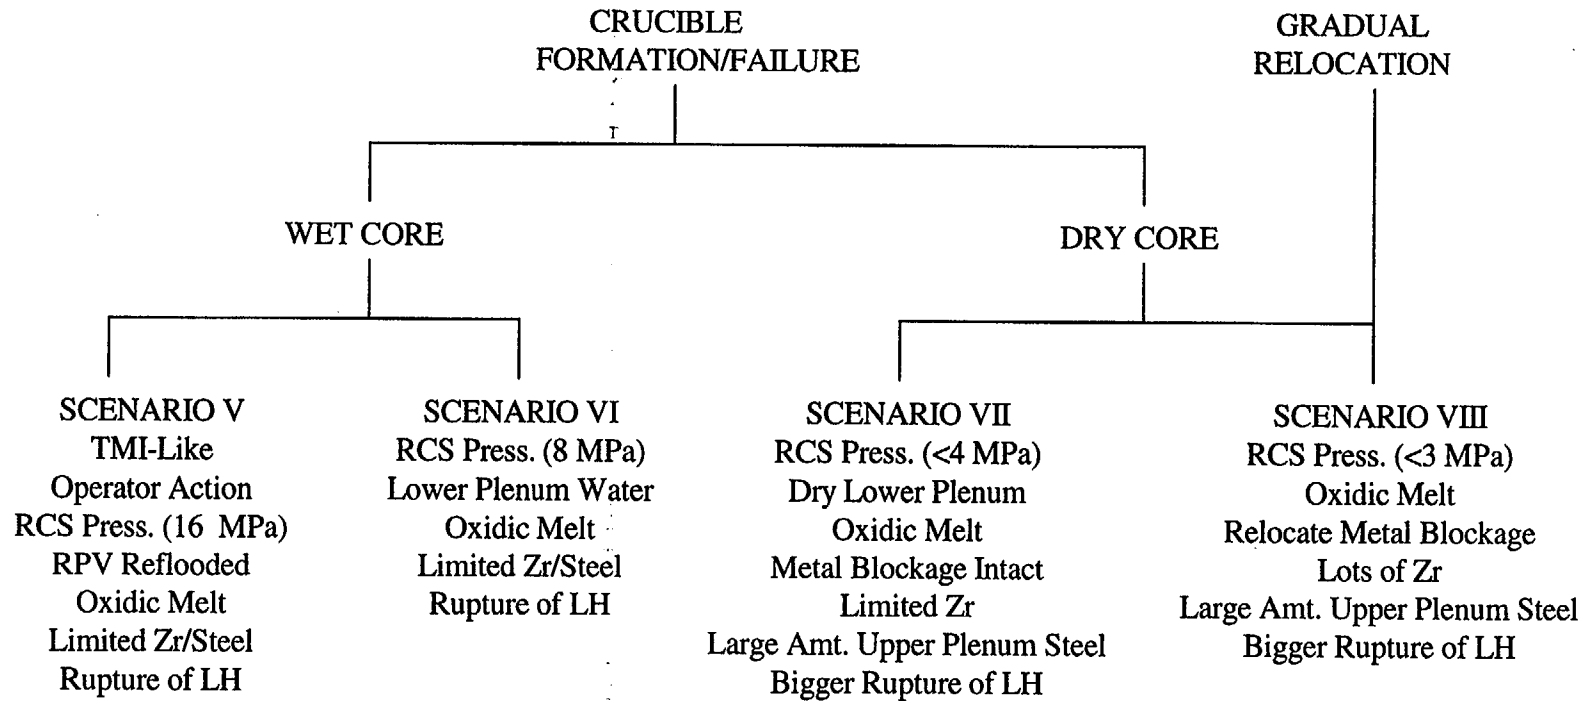 CRUCIBLE
FORMATION/FAILURE
GRADUAL
RELOCATION
WET CORE
DRY CORE
SCENARIO V
TMI-Like
Operator Action
RCS Press. (16 MPa)
RPV Reflooded
Oxidic Melt
Limited Zr/Steel
Rupture of LH
SCENARIO VI
RCS Press. (8 MPa)
Lower Plenum Water
Oxidic Melt
Limited Zr/Steel
Rupture of LH
SCENARIO VII
RCS Press. (<4 MPa)
Dry Lower Plenum
Oxidic Melt
Metal Blockage Intact
Limited Zr
Large Amt. Upper Plenum Steel
Bigger Rupture of LH
SCENARIO VIII
RCS Press. (<3 MPa)
Oxidic Melt
Relocate Metal Blockage
Lots of Zr
Large Amt. Upper Plenum Steel
Bigger Rupture of LH